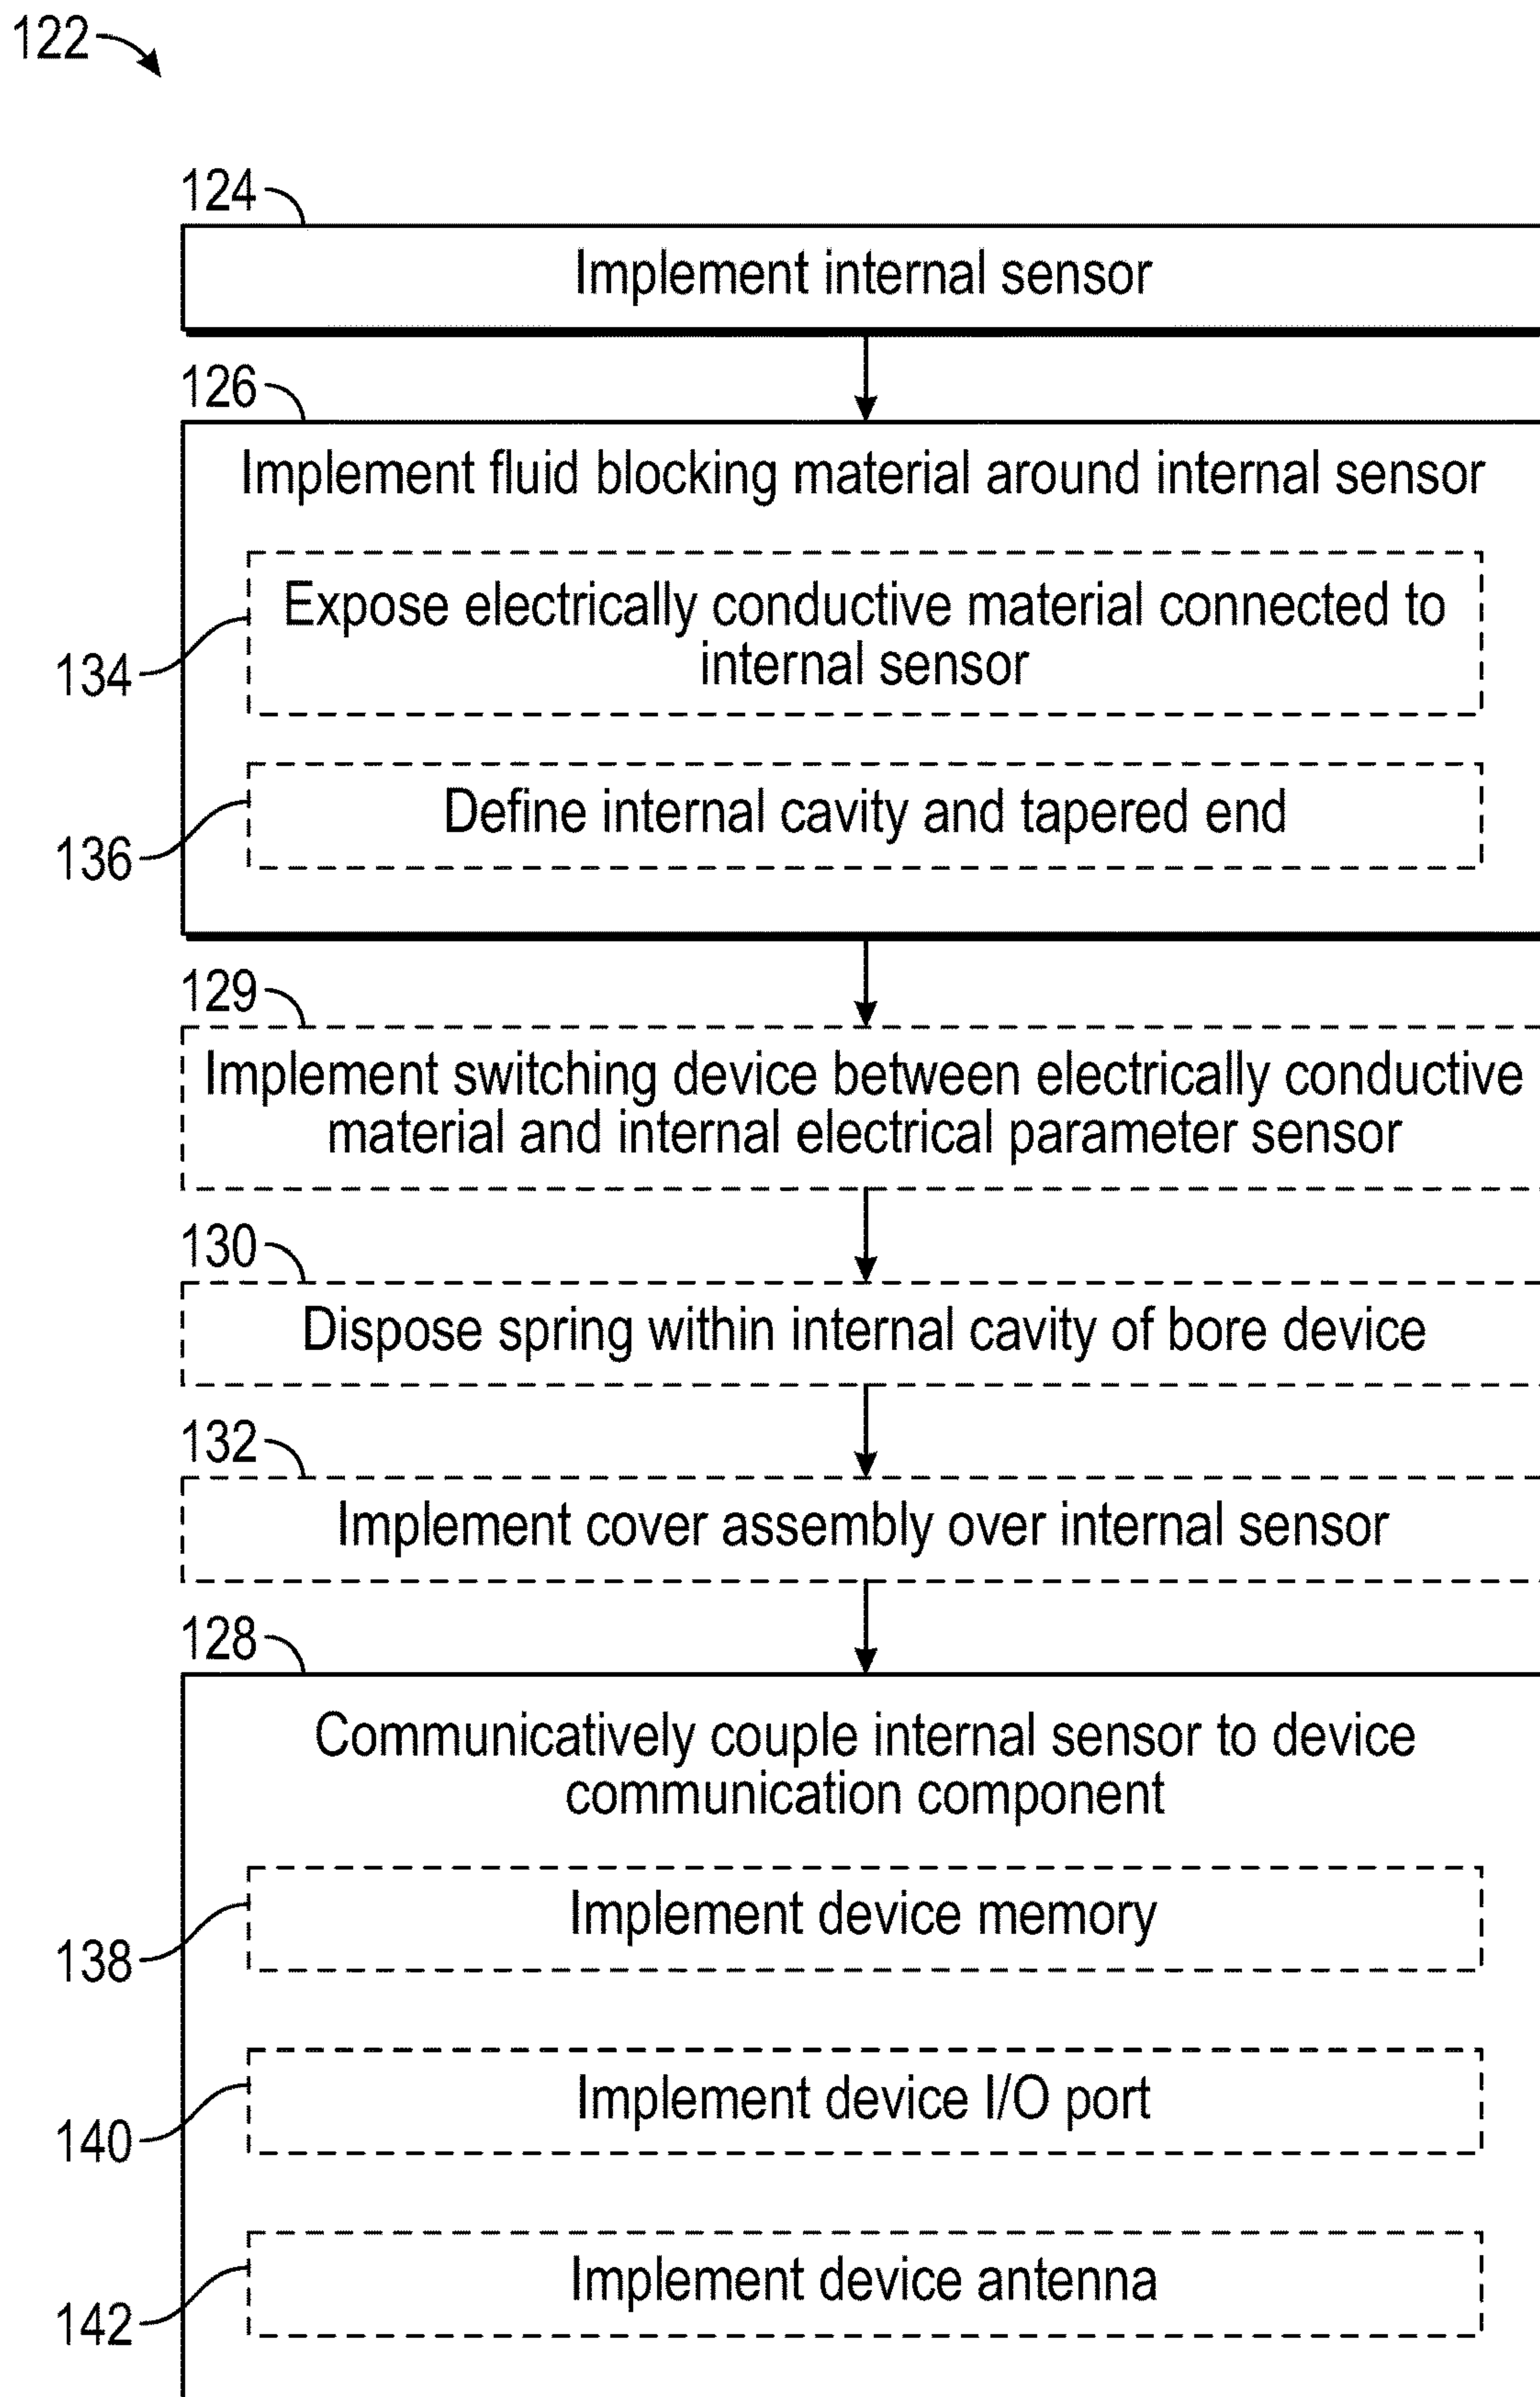 122
124
Implement internal sensor
126
Implement fluid blocking material around internal sensor
Expose electrically conductive material connected to
internal sensor
134
Define internal cavity and tapered end
136
129
Implement switching device between electrically conductive
material and internal electrical parameter sensor
130
Dispose spring within internal cavity of bore device
132
Implement cover assembly over internal sensor
128
Communicatively couple internal sensor to device
communication component
Implement device memory
138
Implement device I/O port
140
Implement device antenna
142